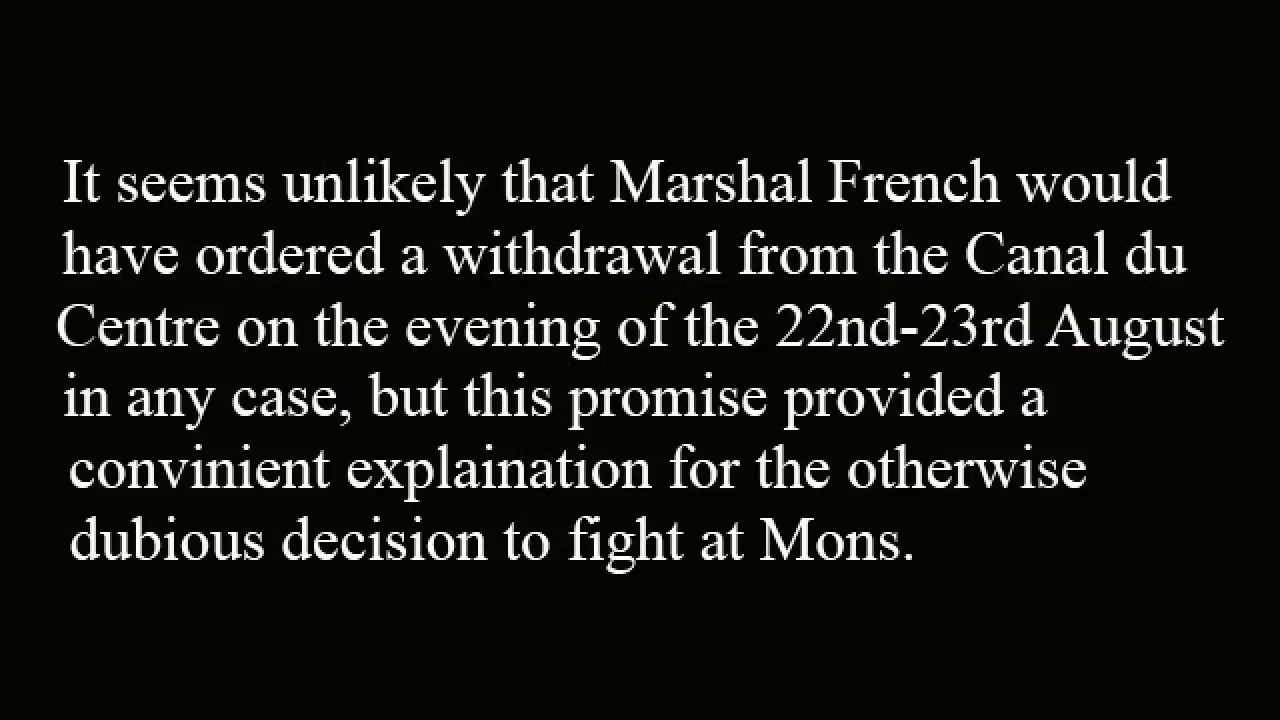 It seems unlikely that Marshal French would
have ordered a withdrawal from the Canal du
Centre on the evening of the 22nd-23rd August
in any case, but this promise provided a
convinient explaination for the otherwise
dubious decision to fight at Mons.